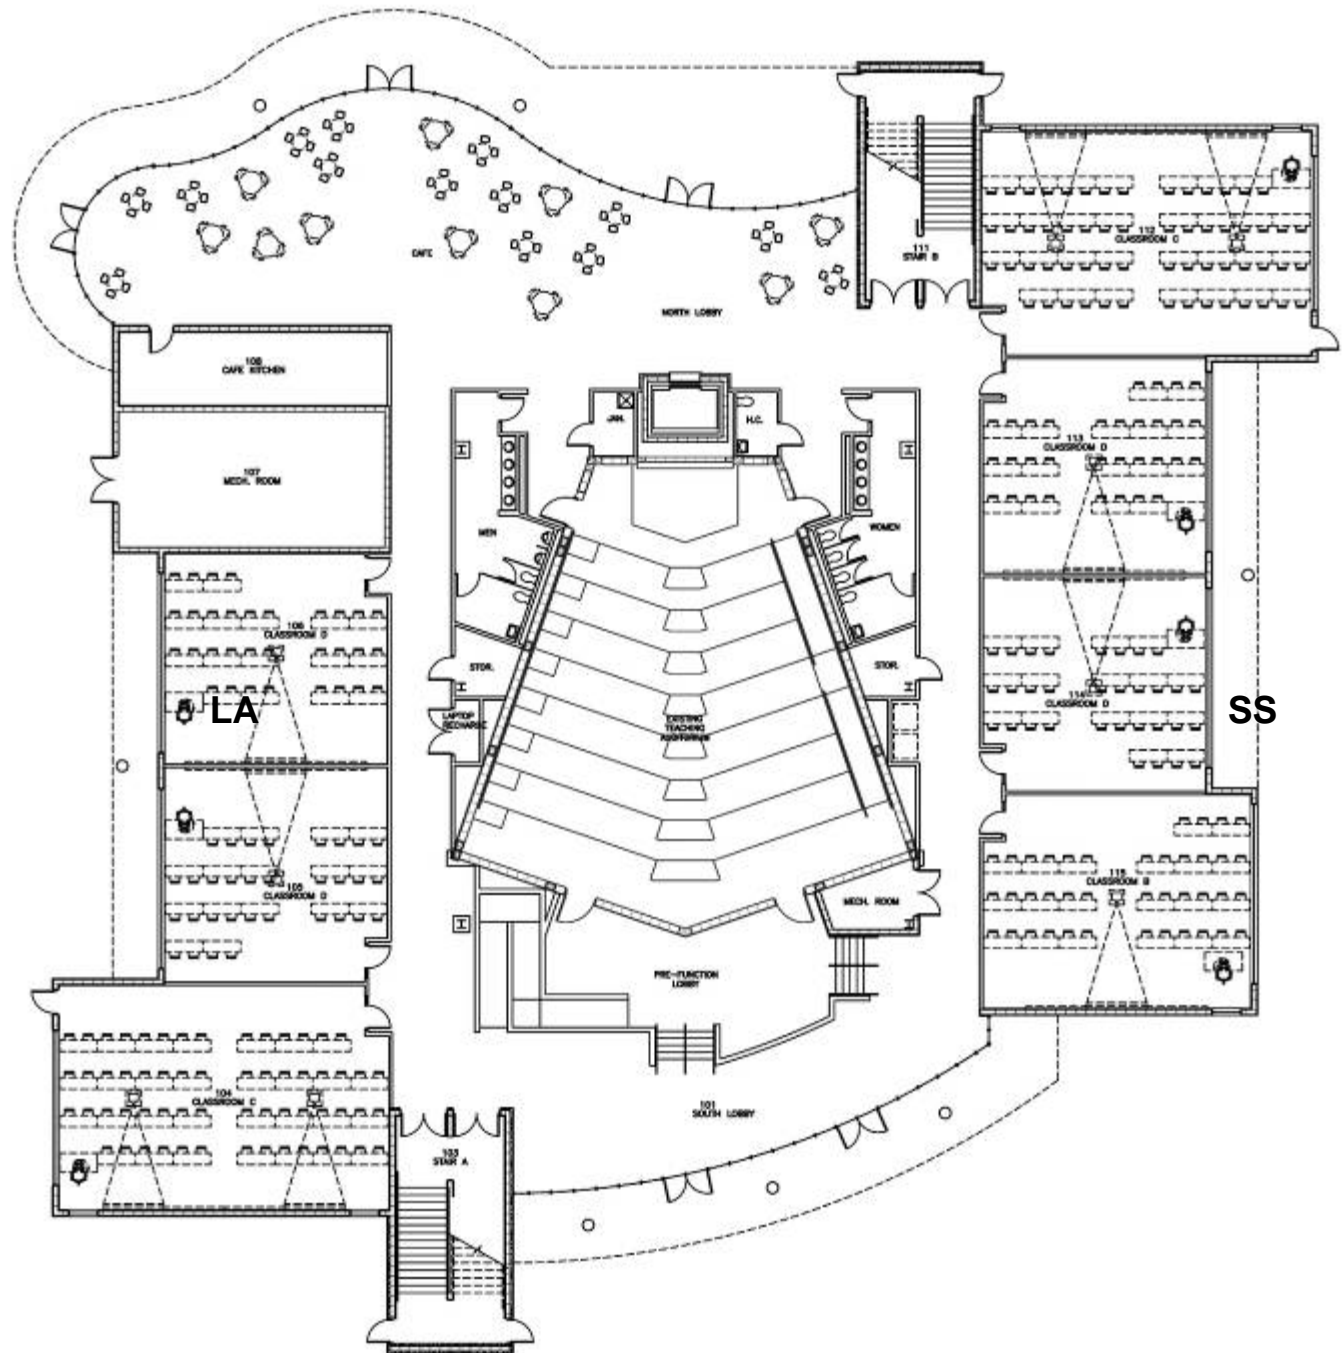 111
STAIR B
112
CLASSROOM C
CAFE
NORTH LOBBY
108
CAFE KITCHEN
JAN.
H.C.
113
CLASSROOM D
107
MECH. ROOM
MEN
WOMEN
106
CLASSROOM D
STOR.
STOR.
LA
SS
LAPTOP
RECHARGE
EXISTING
TEACHING
AUDITORIUM
114
CLASSROOM D
105
CLASSROOM D
115
CLASSROOM B
MECH. ROOM
PRE-FUNCTION
LOBBY
104
CLASSROOM C
101
SOUTH LOBBY
103
STAIR A